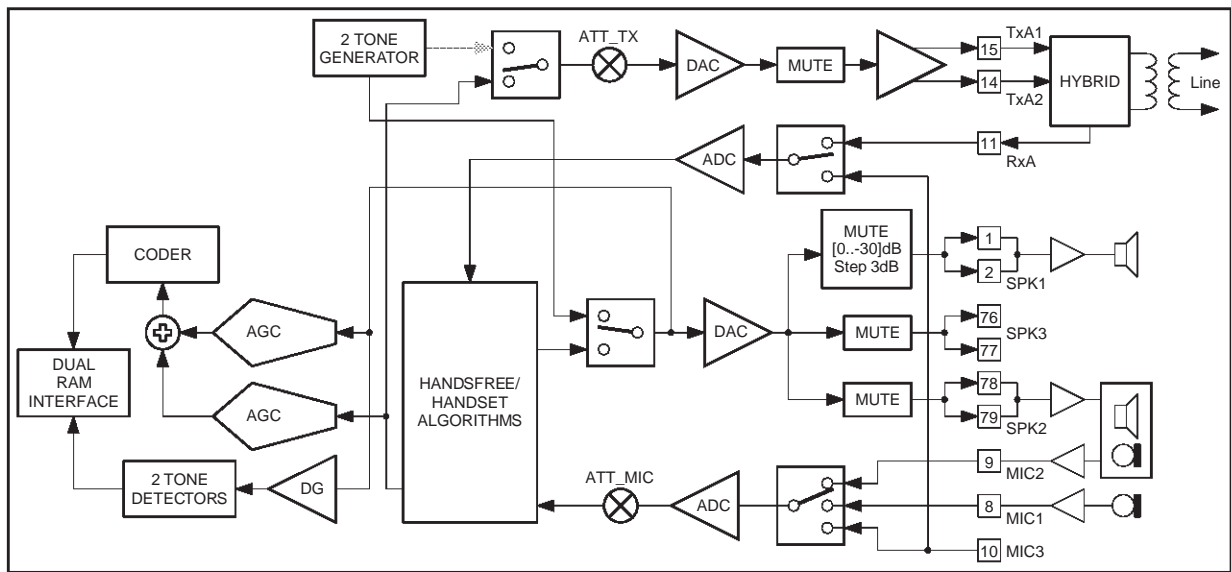 2 TONE
GENERATOR
ATT_TX
DAC
MUTE
15
TxA1
14
TxA2
HYBRID
Line
ADC
11
RxA
CODER
MUTE
[0..-30]dB
Step 3dB
1
2
SPK1
AGC
DAC
MUTE
76
SPK3
77
DUAL
RAM
INTERFACE
HANDSFREE/
HANDSET
ALGORITHMS
AGC
MUTE
78
79
SPK2
2 TONE
DETECTORS
DG
ATT_MIC
ADC
9
MIC2
8
MIC1
10
MIC3